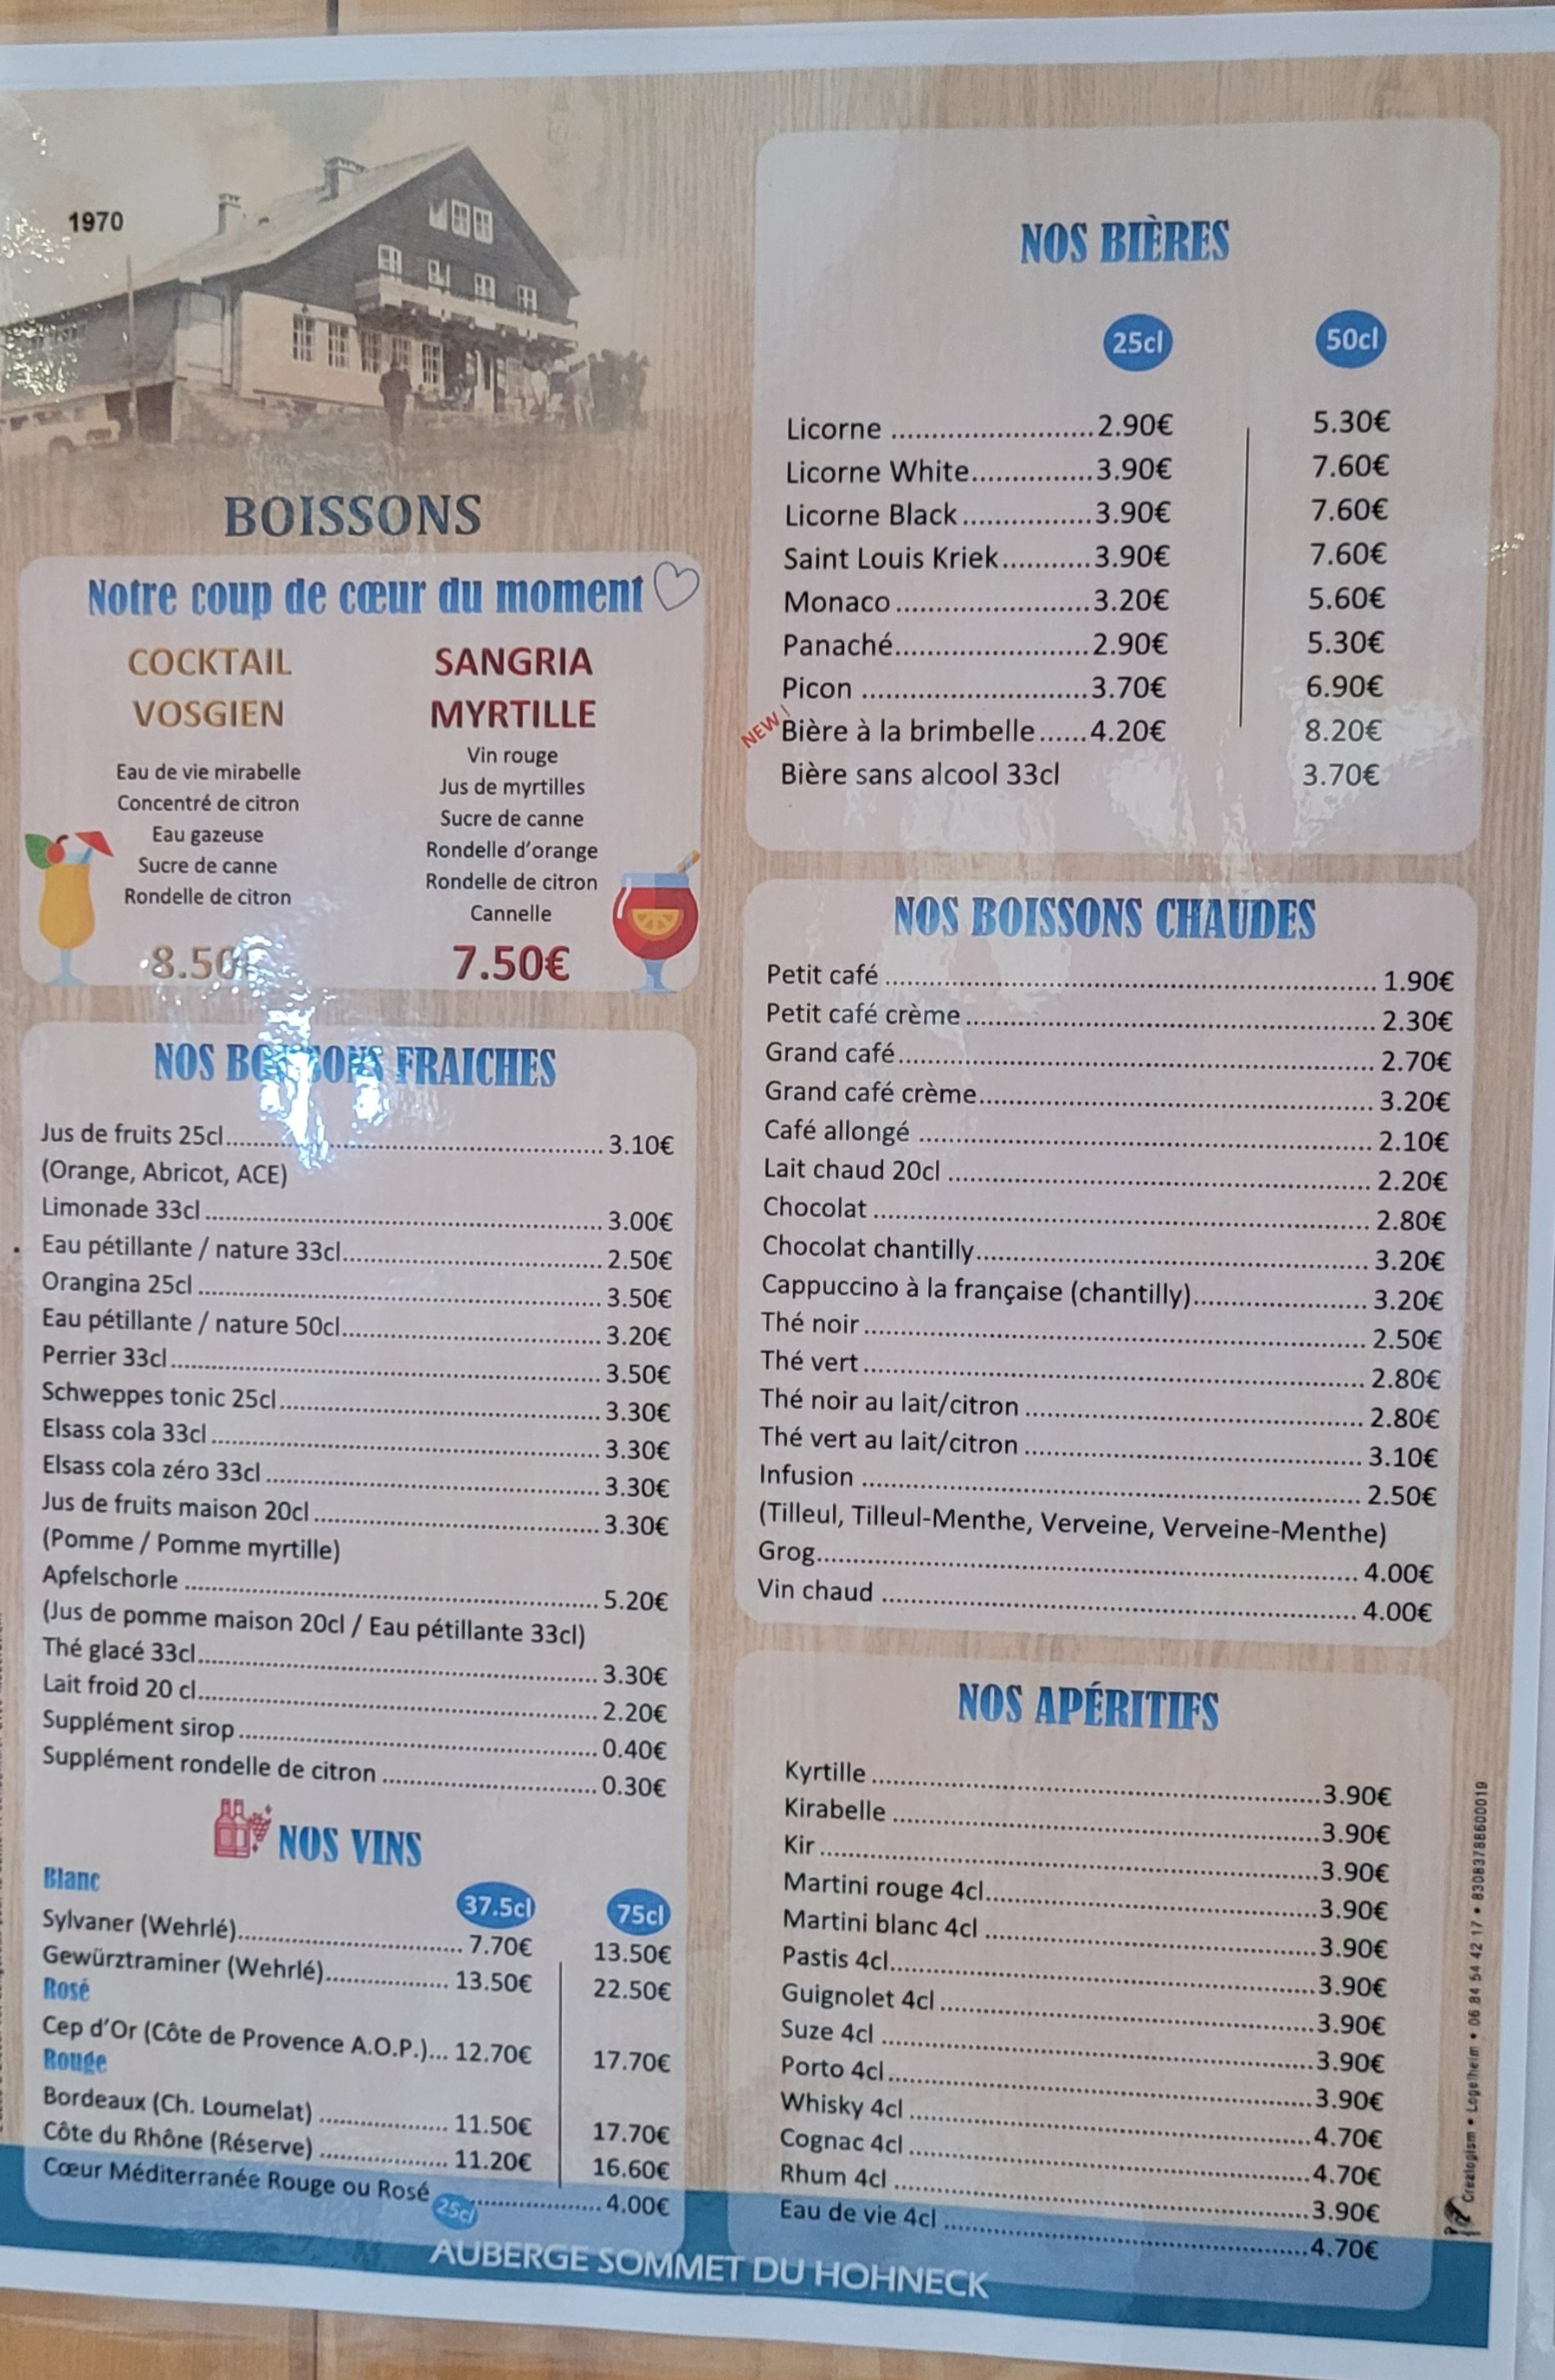 1970
BOISSONS
Notre coup de cœur du moment
COCKTAIL
VOSGIEN
Eau de vie mirabelle
Concentré de citron
Eau gazeuse
Sucre de canne
Rondelle de citron
8.50€
SANGRIA
MYRTILLE
Vin rouge
Jus de myrtilles
Sucre de canne
Rondelle d'orange
Rondelle de citron
Cannelle
7.50€
NOS BOISSONS FRAICHES
Jus de fruits 25cl.......... 3.10€
(Orange, Abricot, ACE)
Limonade 33cl .......... 3.00€
Eau pétillante / nature 33cl.......... 2.50€
Orangina 25cl .......... 3.50€
Eau pétillante / nature 50cl.......... 3.20€
Perrier 33cl .......... 3.50€
Schweppes tonic 25cl.......... 3.30€
Elsass cola 33cl .......... 3.30€
Elsass cola zéro 33cl .......... 3.30€
Jus de fruits maison 20cl .......... 3.30€
(Pomme / Pomme myrtille)
Apfelschorle .......... 5.20€
(Jus de pomme maison 20cl / Eau pétillante 33cl)
Thé glacé 33cl.......... 3.30€
Lait froid 20 cl.......... 2.20€
Supplément sirop .......... 0.40€
Supplément rondelle de citron .......... 0.30€
NOS VINS
Blanc 37.5cl 75cl
Sylvaner (Wehrlé).......... 7.70€ 13.50€
Gewürztraminer (Wehrlé).......... 13.50€ 22.50€
Rosé
Cep d'Or (Côte de Provence A.O.P.)... 12.70€ 17.70€
Rouge
Bordeaux (Ch. Loumelat) .......... 11.50€ 17.70€
Côte du Rhône (Réserve) .......... 11.20€ 16.60€
Cœur Méditerranée Rouge ou Rosé 25cl .......... 4.00€
NOS BIÈRES
25cl 50cl
Licorne .......... 2.90€ 5.30€
Licorne White.......... 3.90€ 7.60€
Licorne Black .......... 3.90€ 7.60€
Saint Louis Kriek.......... 3.90€ 7.60€
Monaco .......... 3.20€ 5.60€
Panaché.......... 2.90€ 5.30€
Picon .......... 3.70€ 6.90€
NEW ! Bière à la brimbelle ...... 4.20€ 8.20€
Bière sans alcool 33cl 3.70€
NOS BOISSONS CHAUDES
Petit café .......... 1.90€
Petit café crème .......... 2.30€
Grand café.......... 2.70€
Grand café crème.......... 3.20€
Café allongé .......... 2.10€
Lait chaud 20cl .......... 2.20€
Chocolat .......... 2.80€
Chocolat chantilly.......... 3.20€
Cappuccino à la française (chantilly).......... 3.20€
Thé noir .......... 2.50€
Thé vert .......... 2.80€
Thé noir au lait/citron .......... 2.80€
Thé vert au lait/citron .......... 3.10€
Infusion .......... 2.50€
(Tilleul, Tilleul-Menthe, Verveine, Verveine-Menthe)
Grog.......... 4.00€
Vin chaud .......... 4.00€
NOS APÉRITIFS
Kyrtille .......... 3.90€
Kirabelle .......... 3.90€
Kir .......... 3.90€
Martini rouge 4cl.......... 3.90€
Martini blanc 4cl .......... 3.90€
Pastis 4cl.......... 3.90€
Guignolet 4cl .......... 3.90€
Suze 4cl .......... 3.90€
Porto 4cl.......... 3.90€
Whisky 4cl .......... 4.70€
Cognac 4cl .......... 4.70€
Rhum 4cl .......... 3.90€
Eau de vie 4cl .......... 4.70€
Crealogism • Logelheim • 06 84 54 42 17 • 83083788600019
AUBERGE SOMMET DU HOHNECK